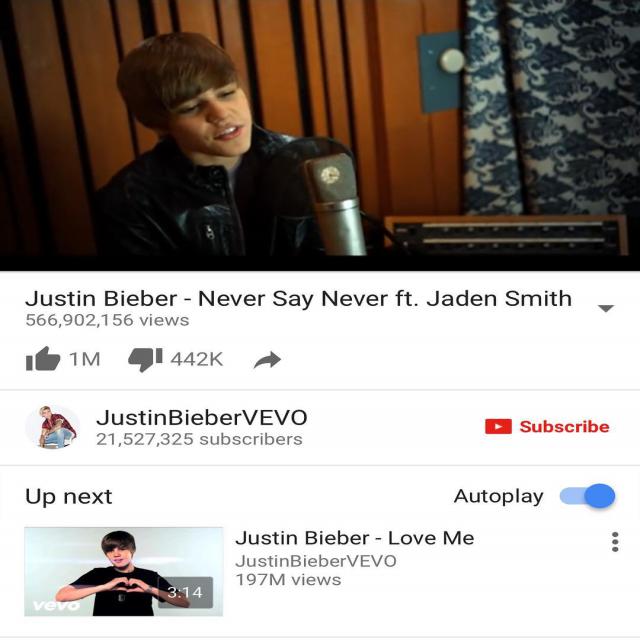 Justin Bieber - Never Say Never ft. Jaden Smith
566,902,156 views
1M 442K
JustinBieberVEVO
21,527,325 subscribers
Subscribe
Up next
Autoplay
Justin Bieber - Love Me
JustinBieberVEVO
197M views
3:14
vevo